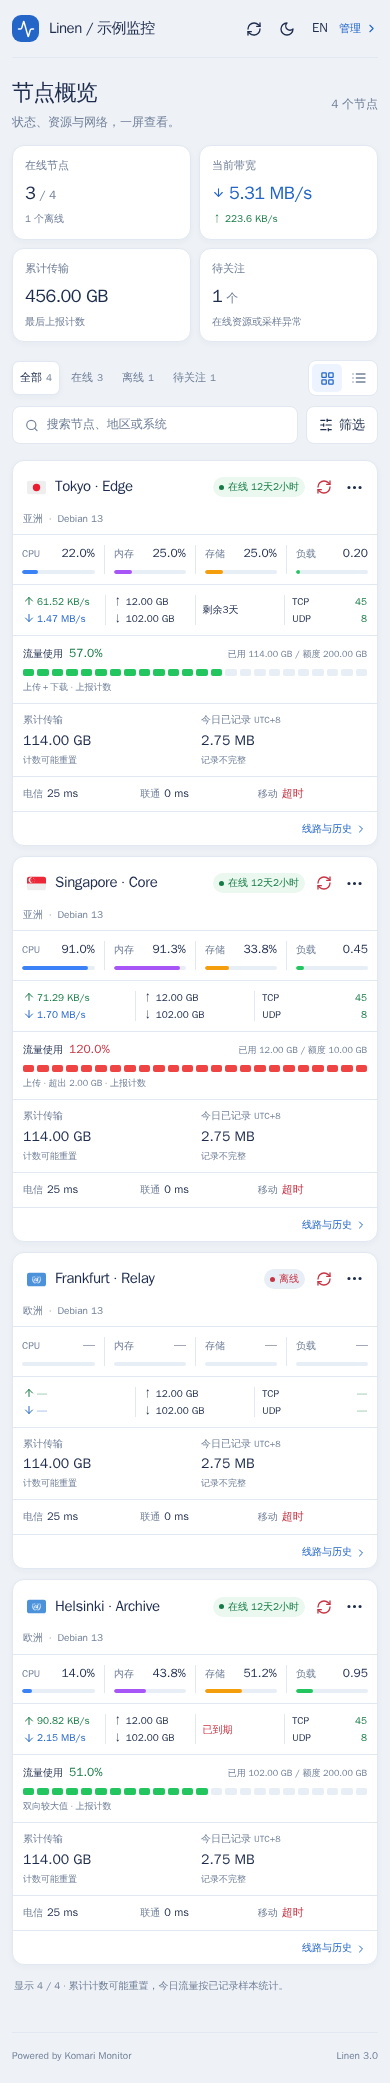 Linen / 示例监控 EN 管理
节点概览
4 个节点
状态、资源与网络，一屏查看。
在线节点
3 / 4
1 个离线
当前带宽
↓ 5.31 MB/s
↑ 223.6 KB/s
累计传输
456.00 GB
最后上报计数
待关注
1 个
在线资源或采样异常
全部 4 在线 3 离线 1 待关注 1
搜索节点、地区或系统 筛选
Tokyo · Edge 在线 12天2小时
亚洲 · Debian 13
CPU 22.0% 内存 25.0% 存储 25.0% 负载 0.20
↑ 61.52 KB/s ↑ 12.00 GB 剩余3天 TCP 45
↓ 1.47 MB/s ↓ 102.00 GB UDP 8
流量使用 57.0% 已用 114.00 GB / 额度 200.00 GB
上传 + 下载 · 上报计数
累计传输 今日已记录 UTC+8
114.00 GB 2.75 MB
计数可能重置 记录不完整
电信 25 ms 联通 0 ms 移动 超时
线路与历史
Singapore · Core 在线 12天2小时
亚洲 · Debian 13
CPU 91.0% 内存 91.3% 存储 33.8% 负载 0.45
↑ 71.29 KB/s ↑ 12.00 GB TCP 45
↓ 1.70 MB/s ↓ 102.00 GB UDP 8
流量使用 120.0% 已用 12.00 GB / 额度 10.00 GB
上传 · 超出 2.00 GB · 上报计数
累计传输 今日已记录 UTC+8
114.00 GB 2.75 MB
计数可能重置 记录不完整
电信 25 ms 联通 0 ms 移动 超时
线路与历史
Frankfurt · Relay 离线
欧洲 · Debian 13
CPU — 内存 — 存储 — 负载 —
↑ — ↑ 12.00 GB TCP —
↓ — ↓ 102.00 GB UDP —
累计传输 今日已记录 UTC+8
114.00 GB 2.75 MB
计数可能重置 记录不完整
电信 25 ms 联通 0 ms 移动 超时
线路与历史
Helsinki · Archive 在线 12天2小时
欧洲 · Debian 13
CPU 14.0% 内存 43.8% 存储 51.2% 负载 0.95
↑ 90.82 KB/s ↑ 12.00 GB 已到期 TCP 45
↓ 2.15 MB/s ↓ 102.00 GB UDP 8
流量使用 51.0% 已用 102.00 GB / 额度 200.00 GB
双向较大值 · 上报计数
累计传输 今日已记录 UTC+8
114.00 GB 2.75 MB
计数可能重置 记录不完整
电信 25 ms 联通 0 ms 移动 超时
线路与历史
显示 4 / 4 · 累计计数可能重置，今日流量按已记录样本统计。
Powered by Komari Monitor Linen 3.0